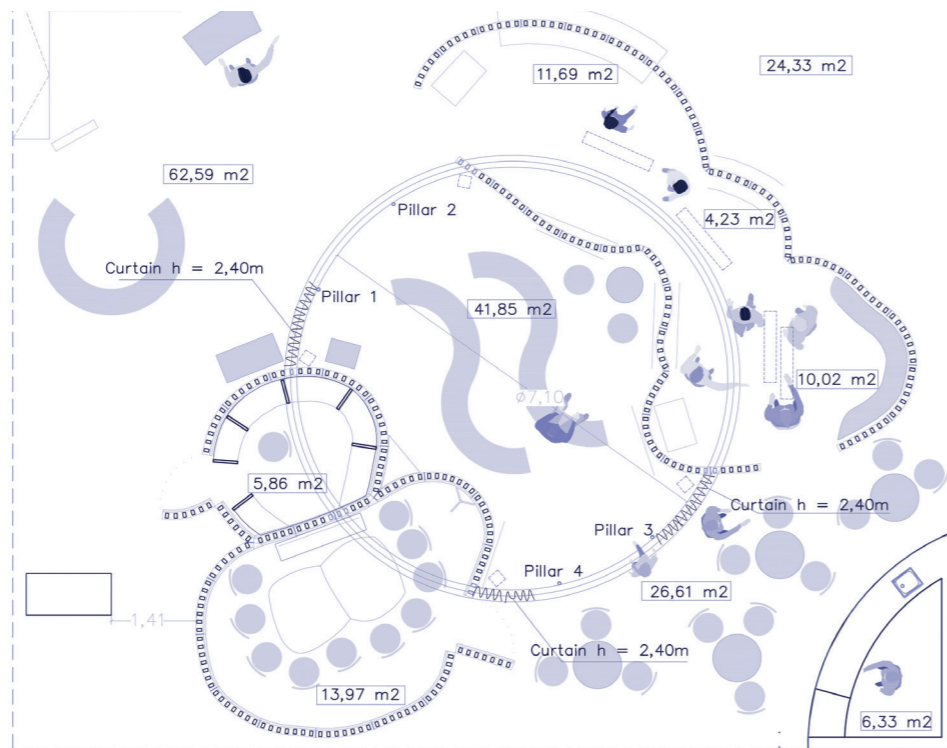 11,69 m2
24,33 m2
62,59 m2
Pillar 2
4,23 m2
Curtain h = 2,40m
Pillar 1
41,85 m2
10,02 m2
ø7,10
5,86 m2
Curtain h = 2,40m
Pillar 3
Pillar 4
26,61 m2
1,41
Curtain h = 2,40m
13,97 m2
6,33 m2